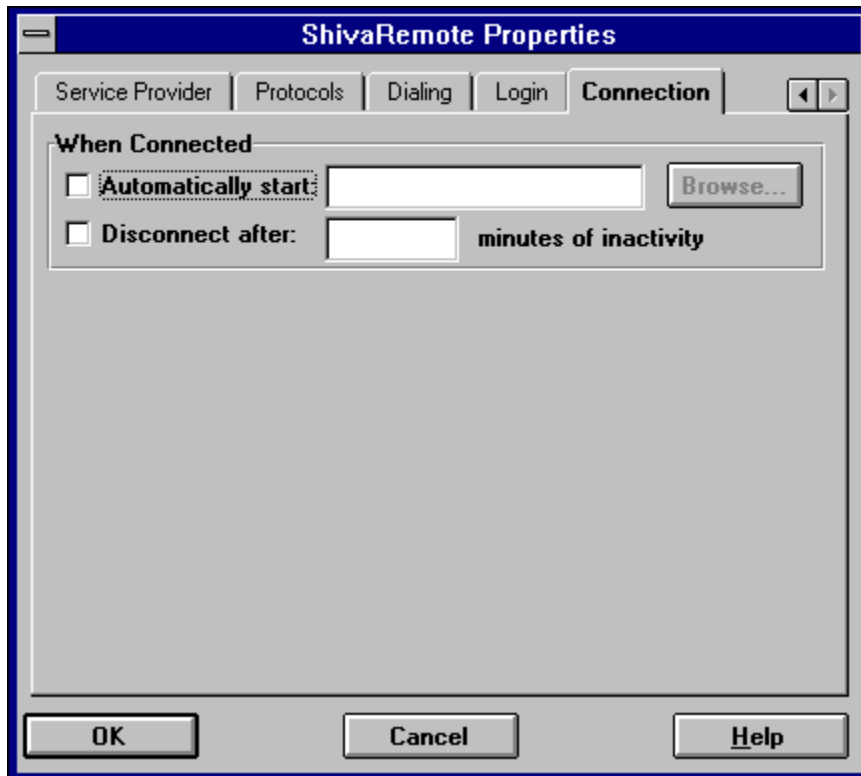 ShivaRemote Properties
Service Provider Protocols Dialing Login Connection
When Connected
Automatically start: Browse...
Disconnect after: minutes of inactivity
OK Cancel Help